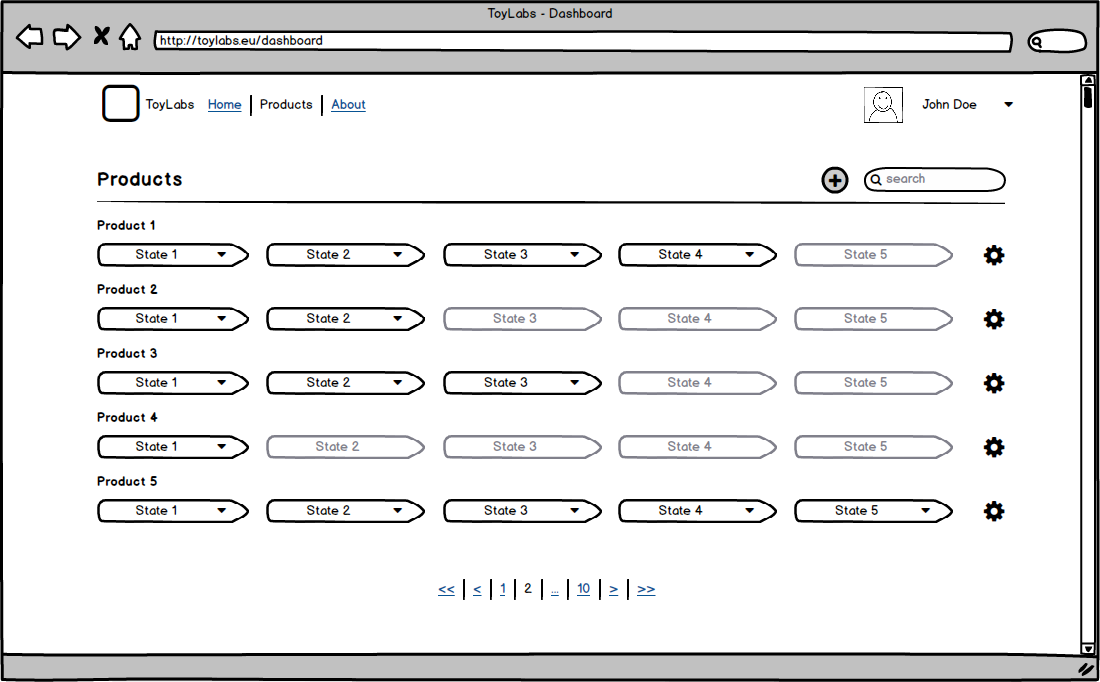 ToyLabs - Dashboard
http://toylabs.eu/dashboard
ToyLabs Home Products About John Doe
Products search
Product 1
State 1 State 2 State 3 State 4 State 5
Product 2
State 1 State 2 State 3 State 4 State 5
Product 3
State 1 State 2 State 3 State 4 State 5
Product 4
State 1 State 2 State 3 State 4 State 5
Product 5
State 1 State 2 State 3 State 4 State 5
<< | < | 1 | 2 | ... | 10 | > | >>